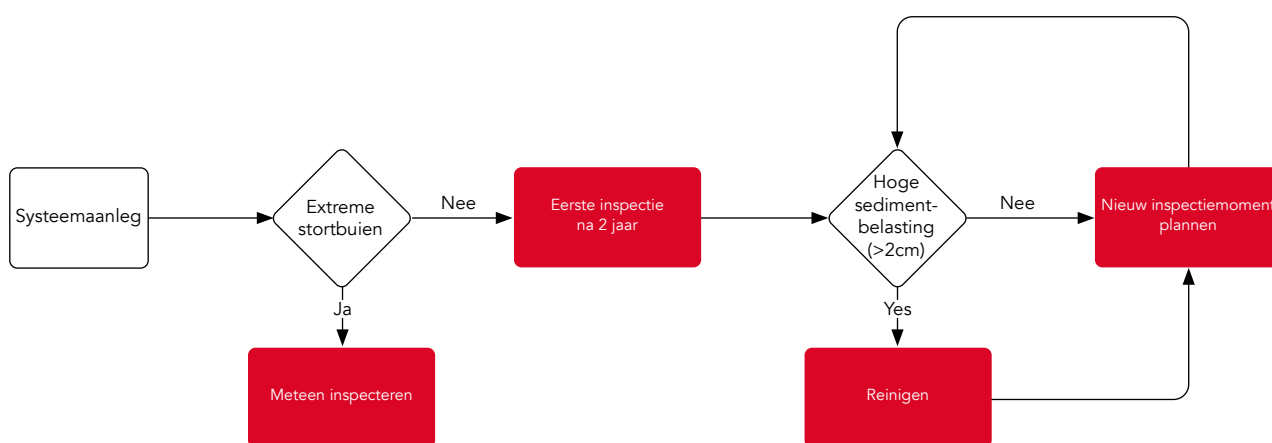 Systeemaanleg
Extreme
stortbuien
Nee
Ja
Meteen inspecteren
Eerste inspectie
na 2 jaar
Hoge
sediment-
belasting
(>2cm)
Nee
Yes
Reinigen
Nieuw inspectiemoment
plannen